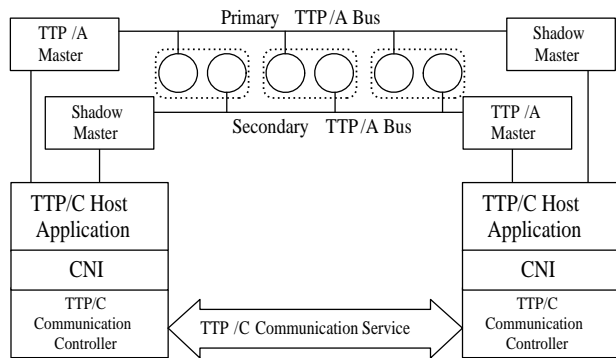 Primary TTP/A Bus
TTP /A
Master
Shadow
Master
Shadow
Master
Secondary TTP/A Bus
TTP /A
Master
TTP/C Host
Application
CNI
TTP/C
Communication
Controller
TTP /C Communication Service
TTP/C Host
Application
CNI
TTP/C
Communication
Controller